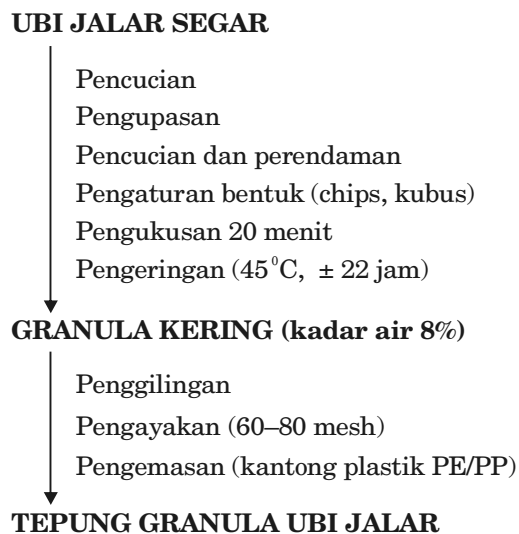 UBI JALAR SEGAR
Pencucian
Pengupasan
Pencucian dan perendaman
Pengaturan bentuk (chips, kubus)
Pengukusan 20 menit
Pengeringan (45⁰C, ± 22 jam)
GRANULA KERING (kadar air 8%)
Penggilingan
Pengayakan (60–80 mesh)
Pengemasan (kantong plastik PE/PP)
TEPUNG GRANULA UBI JALAR